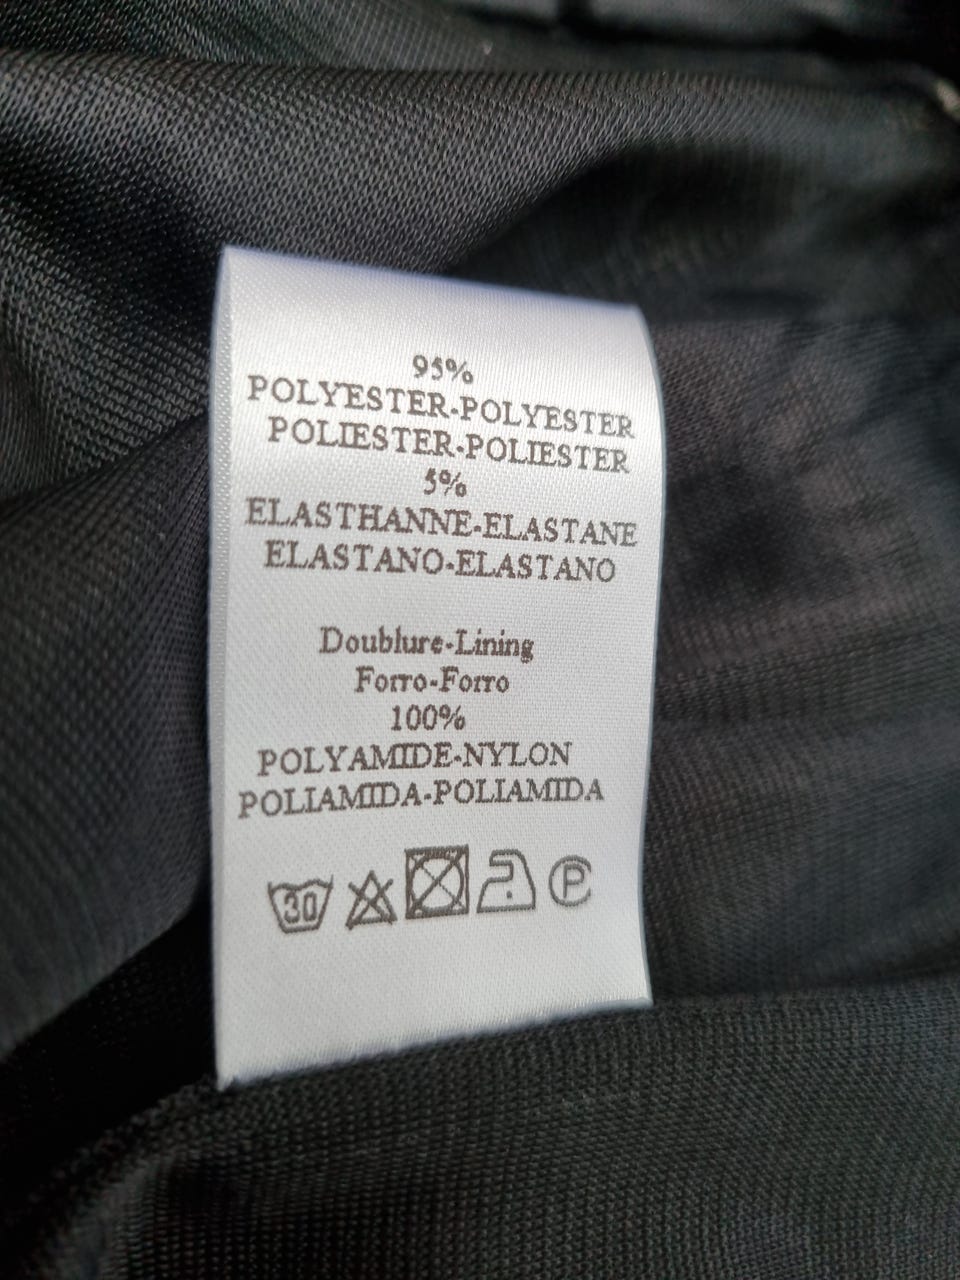 95%
POLYESTER-POLYESTER
POLIESTER-POLIESTER
5%
ELASTHANNE-ELASTANE
ELASTANO-ELASTANO
Doublure-Lining
Forro-Forro
100%
POLYAMIDE-NYLON
POLIAMIDA-POLIAMIDA
30 P